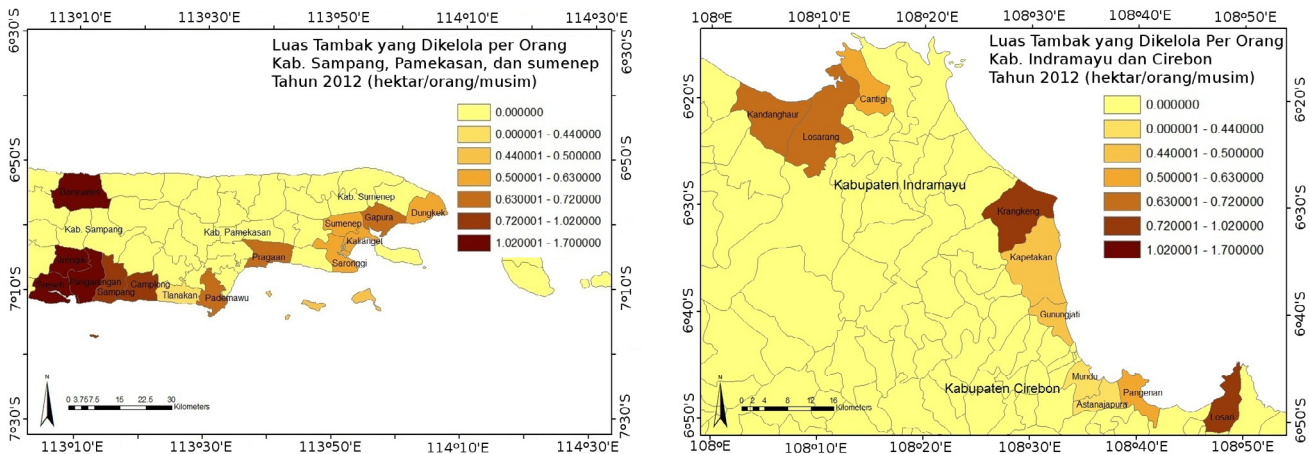 113°10'E 113°30'E 113°50'E 114°10'E 114°30'E
6°30'S
6°50'S
7°10'S
7°30'S
Luas Tambak yang Dikelola per Orang
Kab. Sampang, Pamekasan, dan sumenep
Tahun 2012 (hektar/orang/musim)
0.000000
0.000001 - 0.440000
0.440001 - 0.500000
0.500001 - 0.630000
0.630001 - 0.720000
0.720001 - 1.020000
1.020001 - 1.700000
Kab. Sumenep
Dungkek
Gapura
Sumenep
Kab. Sampang
Kab. Pamekasan
Kalianget
Pragaan
Saronggi
Pangarengan
Camplong
Sampang
Tlanakan
Pademawu
N
0 3.757.5 15 22.5 30
Kilometers
6°30'S
6°50'S
7°10'S
7°30'S
113°10'E 113°30'E 113°50'E 114°10'E 114°30'E
108°E 108°10'E 108°20'E 108°30'E 108°40'E 108°50'E
6°20'S
6°30'S
6°40'S
6°50'S
Luas Tambak yang Dikelola Per Orang
Kab. Indramayu dan Cirebon
Tahun 2012 (hektar/orang/musim)
0.000000
0.000001 - 0.440000
0.440001 - 0.500000
0.500001 - 0.630000
0.630001 - 0.720000
0.720001 - 1.020000
1.020001 - 1.700000
Cantigi
Kandanghaur
Losarang
Kabupaten Indramayu
Krangkeng
Kapetakan
Gunungjati
Mundu
Kabupaten Cirebon
Pangenan
Astanajapura
Losari
N
0 2 4 8 12 16
Kilometers
6°20'S
6°30'S
6°40'S
6°50'S
108°E 108°10'E 108°20'E 108°30'E 108°40'E 108°50'E